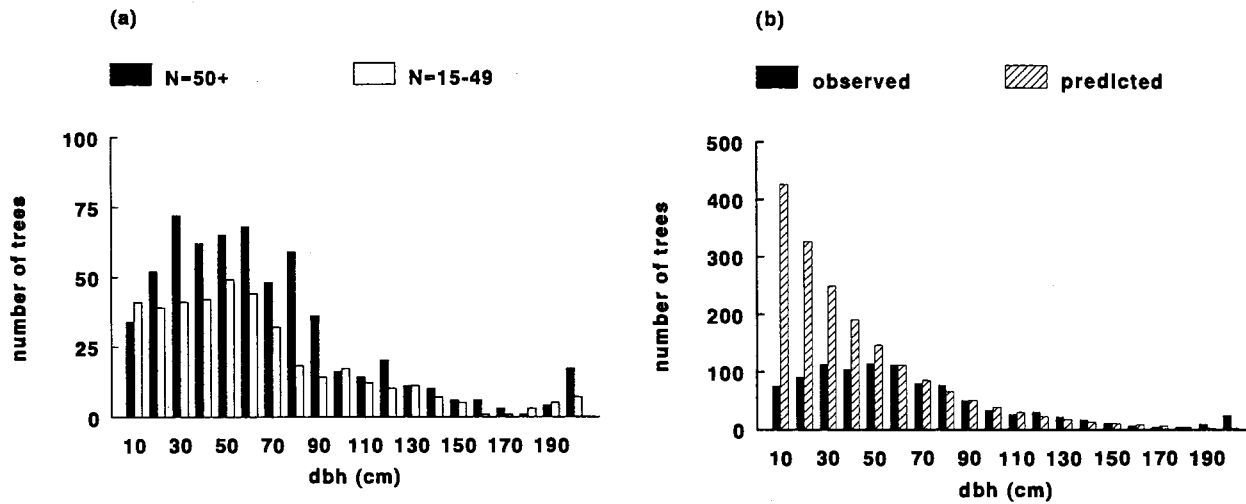 (a)
N=50+ N=15-49
number of trees
100
75
50
25
0
10 30 50 70 90 110 130 150 170 190
dbh (cm)
(b)
observed predicted
number of trees
500
400
300
200
100
0
10 30 50 70 90 110 130 150 170 190
dbh (cm)